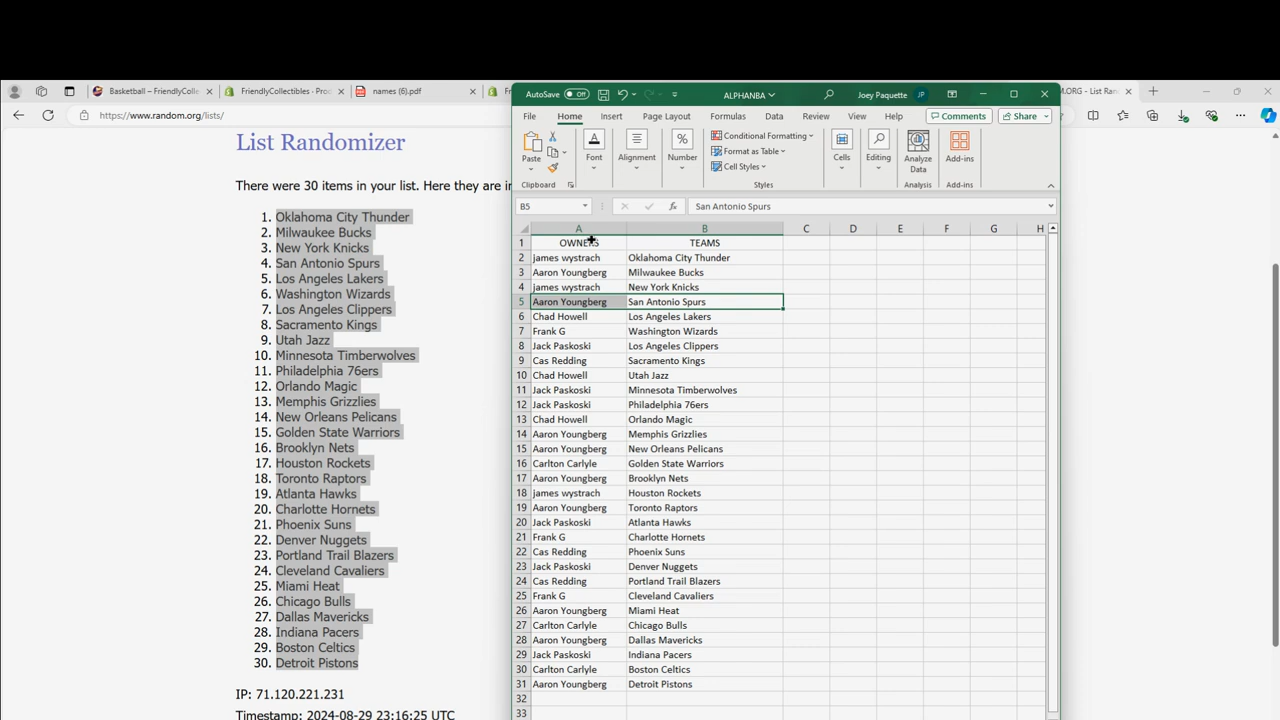 Basketball – FriendlyColle
FriendlyCollectibles - Proc
names (6).pdf
M.ORG - List Ran
https://www.random.org/lists/
List Randomizer
There were 30 items in your list. Here they are in
1. Oklahoma City Thunder
2. Milwaukee Bucks
3. New York Knicks
4. San Antonio Spurs
5. Los Angeles Lakers
6. Washington Wizards
7. Los Angeles Clippers
8. Sacramento Kings
9. Utah Jazz
10. Minnesota Timberwolves
11. Philadelphia 76ers
12. Orlando Magic
13. Memphis Grizzlies
14. New Orleans Pelicans
15. Golden State Warriors
16. Brooklyn Nets
17. Houston Rockets
18. Toronto Raptors
19. Atlanta Hawks
20. Charlotte Hornets
21. Phoenix Suns
22. Denver Nuggets
23. Portland Trail Blazers
24. Cleveland Cavaliers
25. Miami Heat
26. Chicago Bulls
27. Dallas Mavericks
28. Indiana Pacers
29. Boston Celtics
30. Detroit Pistons
IP: 71.120.221.231
Timestamp: 2024-08-29 23:16:25 UTC
AutoSave Off ALPHANBA Joey Paquette JP
File Home Insert Page Layout Formulas Data Review View Help Comments Share
Paste Font Alignment Number Conditional Formatting Format as Table Cell Styles Cells Editing Analyze Data Add-ins
Clipboard Styles Analysis Add-ins
B5 fx San Antonio Spurs
A B C D E F G H
1 OWNERS TEAMS
2 james wystrach Oklahoma City Thunder
3 Aaron Youngberg Milwaukee Bucks
4 james wystrach New York Knicks
5 Aaron Youngberg San Antonio Spurs
6 Chad Howell Los Angeles Lakers
7 Frank G Washington Wizards
8 Jack Paskoski Los Angeles Clippers
9 Cas Redding Sacramento Kings
10 Chad Howell Utah Jazz
11 Jack Paskoski Minnesota Timberwolves
12 Jack Paskoski Philadelphia 76ers
13 Chad Howell Orlando Magic
14 Aaron Youngberg Memphis Grizzlies
15 Aaron Youngberg New Orleans Pelicans
16 Carlton Carlyle Golden State Warriors
17 Aaron Youngberg Brooklyn Nets
18 james wystrach Houston Rockets
19 Aaron Youngberg Toronto Raptors
20 Jack Paskoski Atlanta Hawks
21 Frank G Charlotte Hornets
22 Cas Redding Phoenix Suns
23 Jack Paskoski Denver Nuggets
24 Cas Redding Portland Trail Blazers
25 Frank G Cleveland Cavaliers
26 Aaron Youngberg Miami Heat
27 Carlton Carlyle Chicago Bulls
28 Aaron Youngberg Dallas Mavericks
29 Jack Paskoski Indiana Pacers
30 Carlton Carlyle Boston Celtics
31 Aaron Youngberg Detroit Pistons
32
33